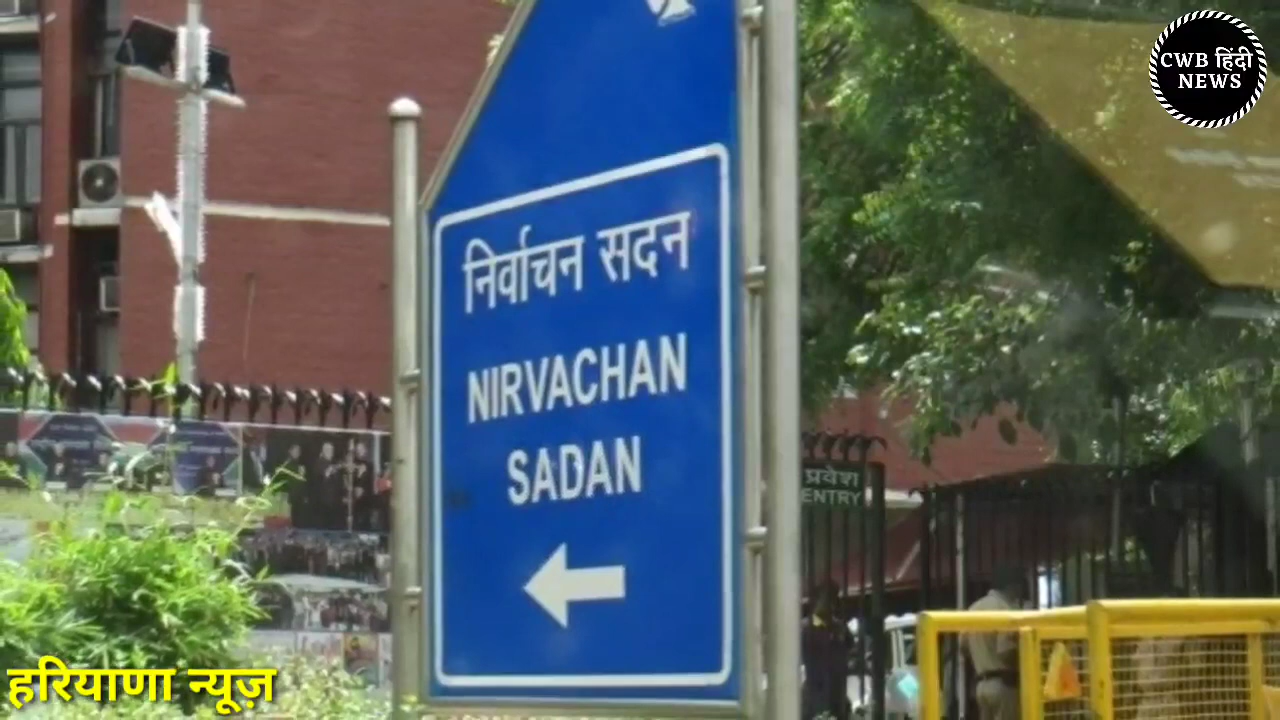 CWB हिंदी
NEWS
निर्वाचन सदन
NIRVACHAN
SADAN
प्रवेश
ENTRY
हरियाणा न्यूज़